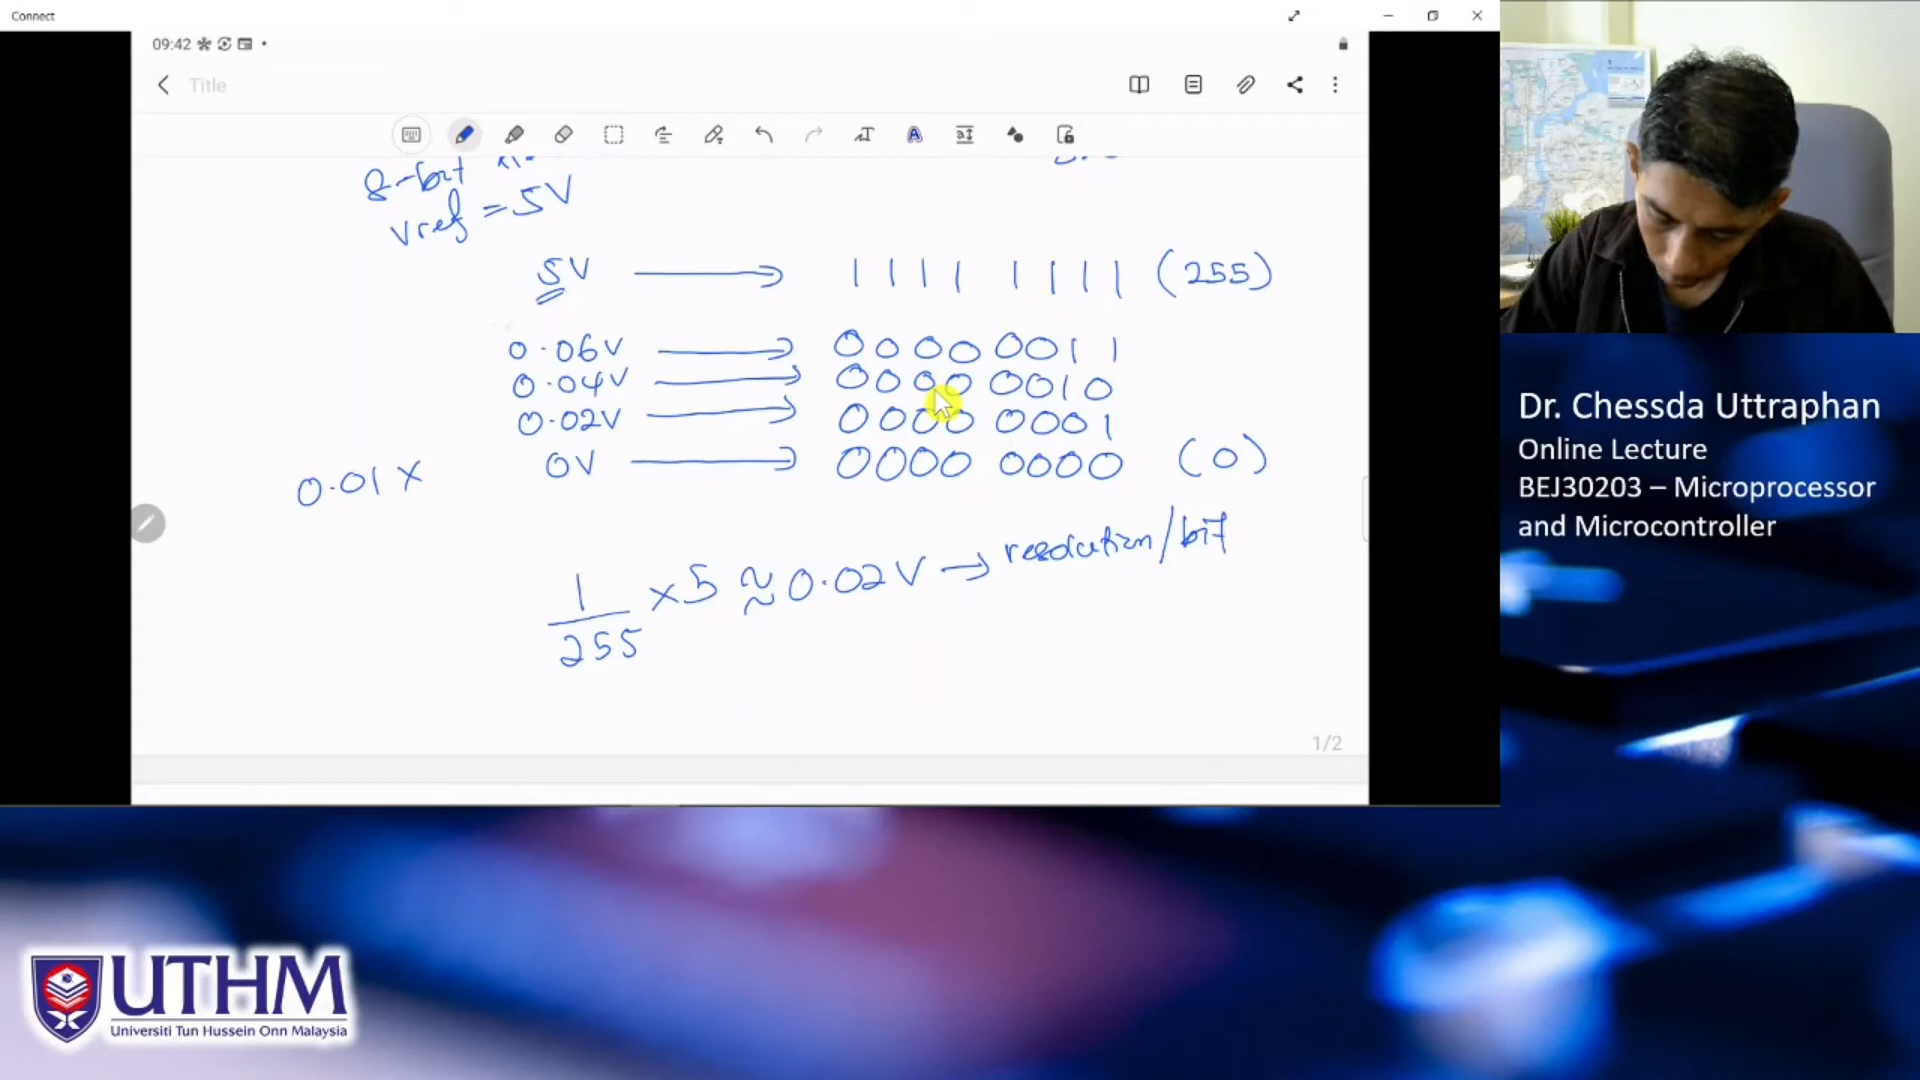 Connect
09:42
Title
8-bit
Vref = 5V
5V → 1111 1111 (255)
0.06V → 0000 0011
0.04V → 0000 0010
0.02V → 0000 0001
0V → 0000 0000 (0)
0.01 X
1/255 × 5 ≈ 0.02V → resolution/bit
1/2
Dr. Chessda Uttraphan
Online Lecture
BEJ30203 – Microprocessor
and Microcontroller
UTHM
Universiti Tun Hussein Onn Malaysia